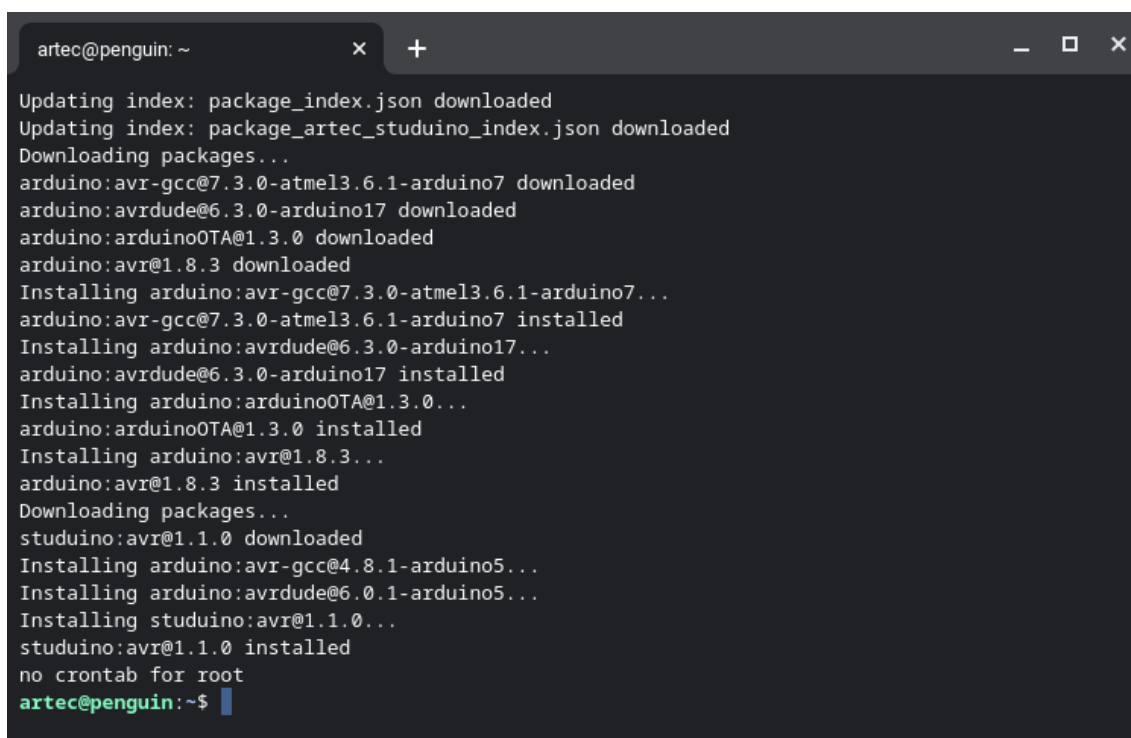 artec@penguin: ~
Updating index: package_index.json downloaded
Updating index: package_artec_studuino_index.json downloaded
Downloading packages...
arduino:avr-gcc@7.3.0-atmel3.6.1-arduino7 downloaded
arduino:avrdude@6.3.0-arduino17 downloaded
arduino:arduinoOTA@1.3.0 downloaded
arduino:avr@1.8.3 downloaded
Installing arduino:avr-gcc@7.3.0-atmel3.6.1-arduino7...
arduino:avr-gcc@7.3.0-atmel3.6.1-arduino7 installed
Installing arduino:avrdude@6.3.0-arduino17...
arduino:avrdude@6.3.0-arduino17 installed
Installing arduino:arduinoOTA@1.3.0...
arduino:arduinoOTA@1.3.0 installed
Installing arduino:avr@1.8.3...
arduino:avr@1.8.3 installed
Downloading packages...
studuino:avr@1.1.0 downloaded
Installing arduino:avr-gcc@4.8.1-arduino5...
Installing arduino:avrdude@6.0.1-arduino5...
Installing studuino:avr@1.1.0...
studuino:avr@1.1.0 installed
no crontab for root
artec@penguin:~$